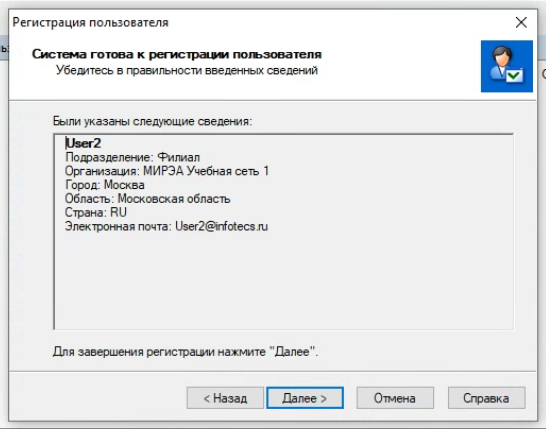 Регистрация пользователя
Система готова к регистрации пользователя
Убедитесь в правильности введенных сведений
Были указаны следующие сведения:
User2
Подразделение: Филиал
Организация: МИРЭА Учебная сеть 1
Город: Москва
Область: Московская область
Страна: RU
Электронная почта: User2@infotecs.ru
Для завершения регистрации нажмите "Далее".
< Назад
Далее >
Отмена
Справка